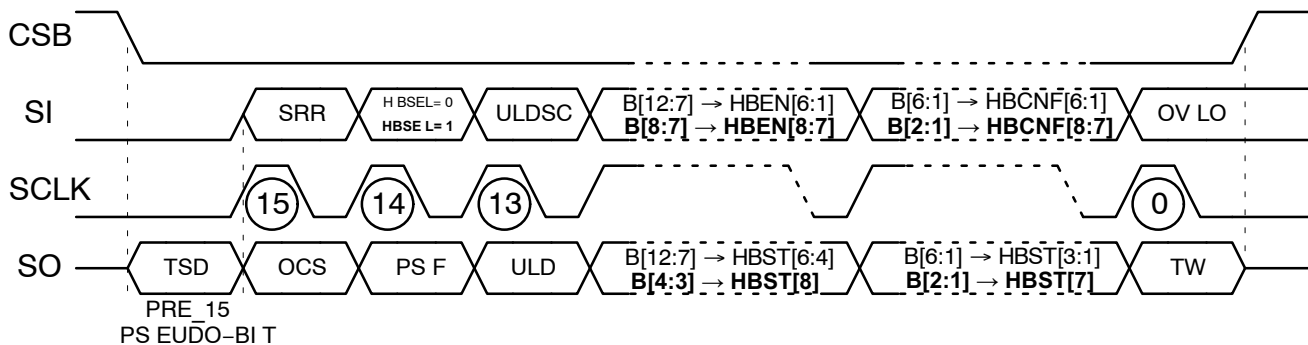 CSB
SI
SRR
H BSEL= 0
HBSE L= 1
ULDSC
B[12:7] → HBEN[6:1]
B[8:7] → HBEN[8:7]
B[6:1] → HBCNF[6:1]
B[2:1] → HBCNF[8:7]
OV LO
SCLK
15
14
13
0
SO
TSD
OCS
PS F
ULD
B[12:7] → HBST[6:4]
B[4:3] → HBST[8]
B[6:1] → HBST[3:1]
B[2:1] → HBST[7]
TW
PRE_15
PS EUDO−BI T